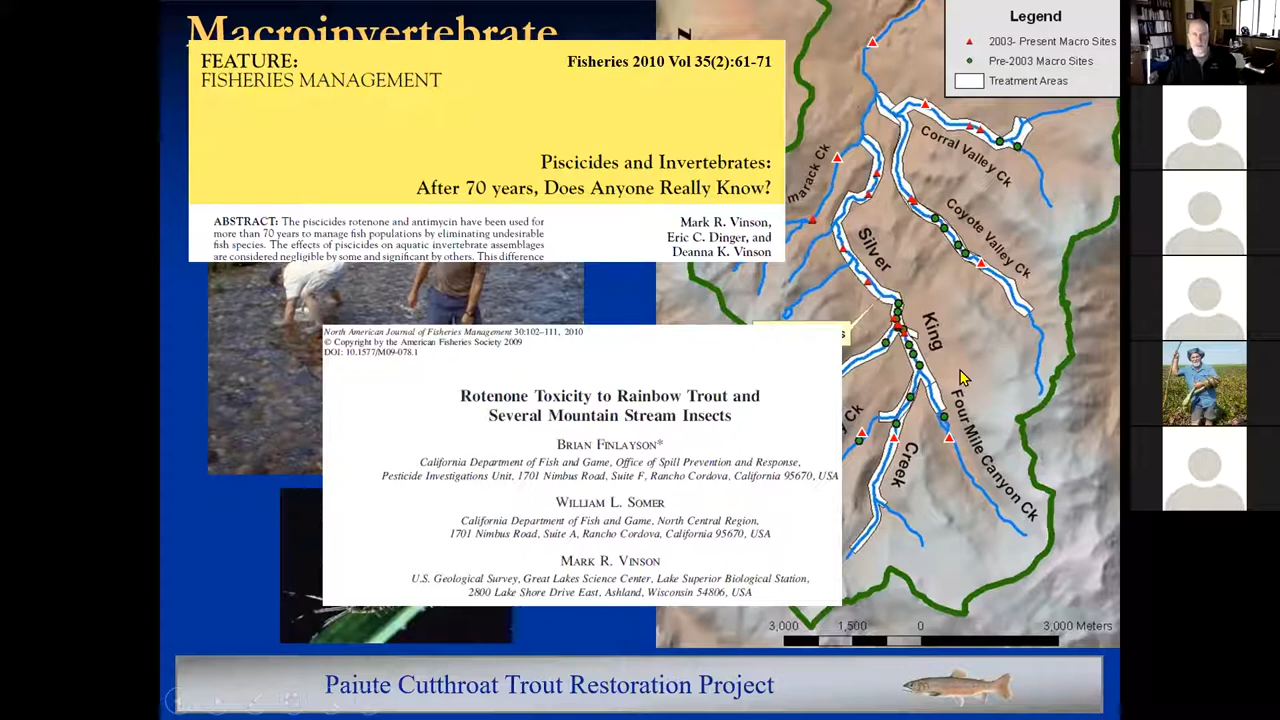 Macroinvertebrate
FEATURE:
FISHERIES MANAGEMENT
Fisheries 2010 Vol 35(2):61-71
Piscicides and Invertebrates:
After 70 years, Does Anyone Really Know?
ABSTRACT: The piscicides rotenone and antimycin have been used for
more than 70 years to manage fish populations by eliminating undesirable
fish species. The effects of piscicides on aquatic invertebrate assemblages
are considered negligible by some and significant by others. This difference
Mark R. Vinson,
Eric C. Dinger, and
Deanna K. Vinson
North American Journal of Fisheries Management 30:102–111, 2010
© Copyright by the American Fisheries Society 2009
DOI: 10.1577/M09-078.1
Rotenone Toxicity to Rainbow Trout and
Several Mountain Stream Insects
BRIAN FINLAYSON*
California Department of Fish and Game, Office of Spill Prevention and Response,
Pesticide Investigations Unit, 1701 Nimbus Road, Suite F, Rancho Cordova, California 95670, USA
WILLIAM L. SOMER
California Department of Fish and Game, North Central Region,
1701 Nimbus Road, Suite A, Rancho Cordova, California 95670, USA
MARK R. VINSON
U.S. Geological Survey, Great Lakes Science Center, Lake Superior Biological Station,
2800 Lake Shore Drive East, Ashland, Wisconsin 54806, USA
Legend
2003- Present Macro Sites
Pre-2003 Macro Sites
Treatment Areas
Corral Valley Ck
marack Ck
Coyote Valley Ck
Silver
King
s
Four Mile Canyon Ck
y Ck
Creek
3,000 1,500 0 3,000 Meters
Paiute Cutthroat Trout Restoration Project